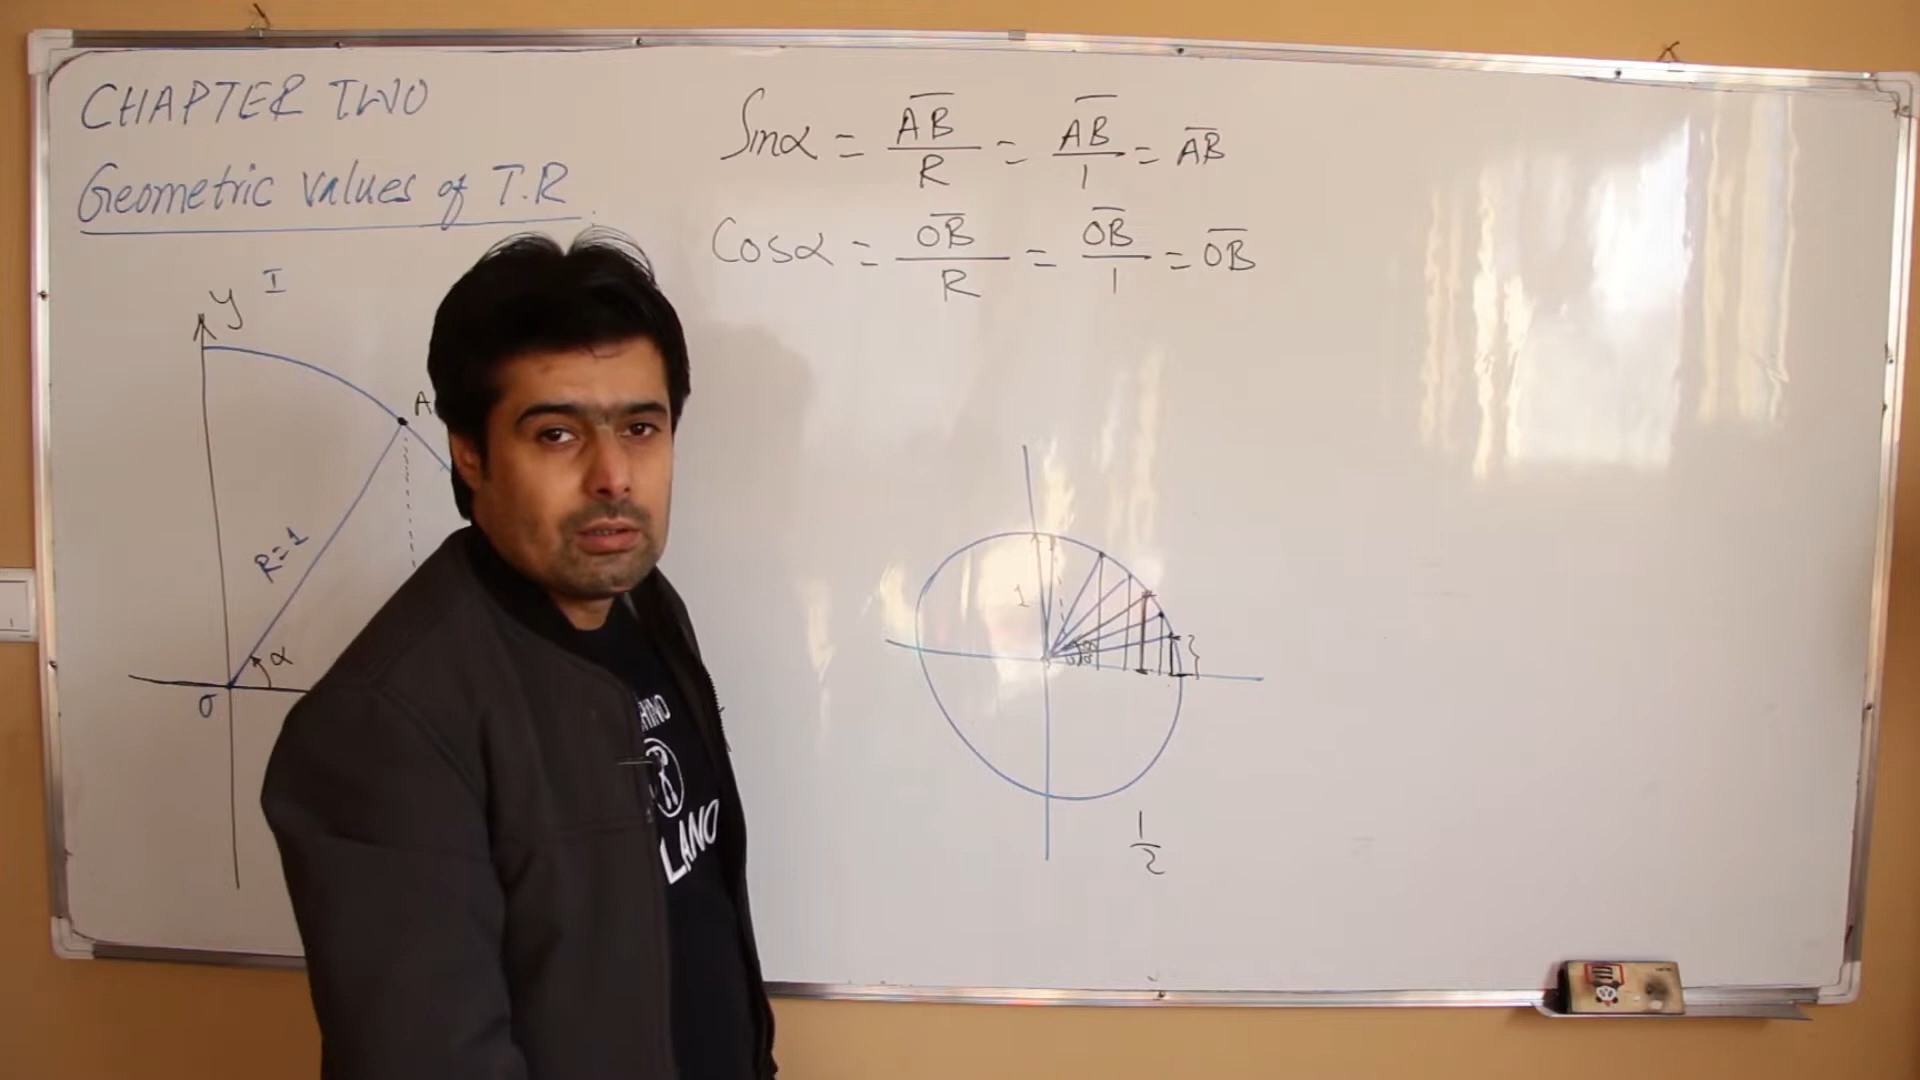 CHAPTER TWO
Geometric values of T.R
Sinα = AB̅/R = AB̅/1 = AB̅
Cosα = OB̅/R = OB̅/1 = OB̅
y
I
A
R=1
α
O
1
1/2
LANO